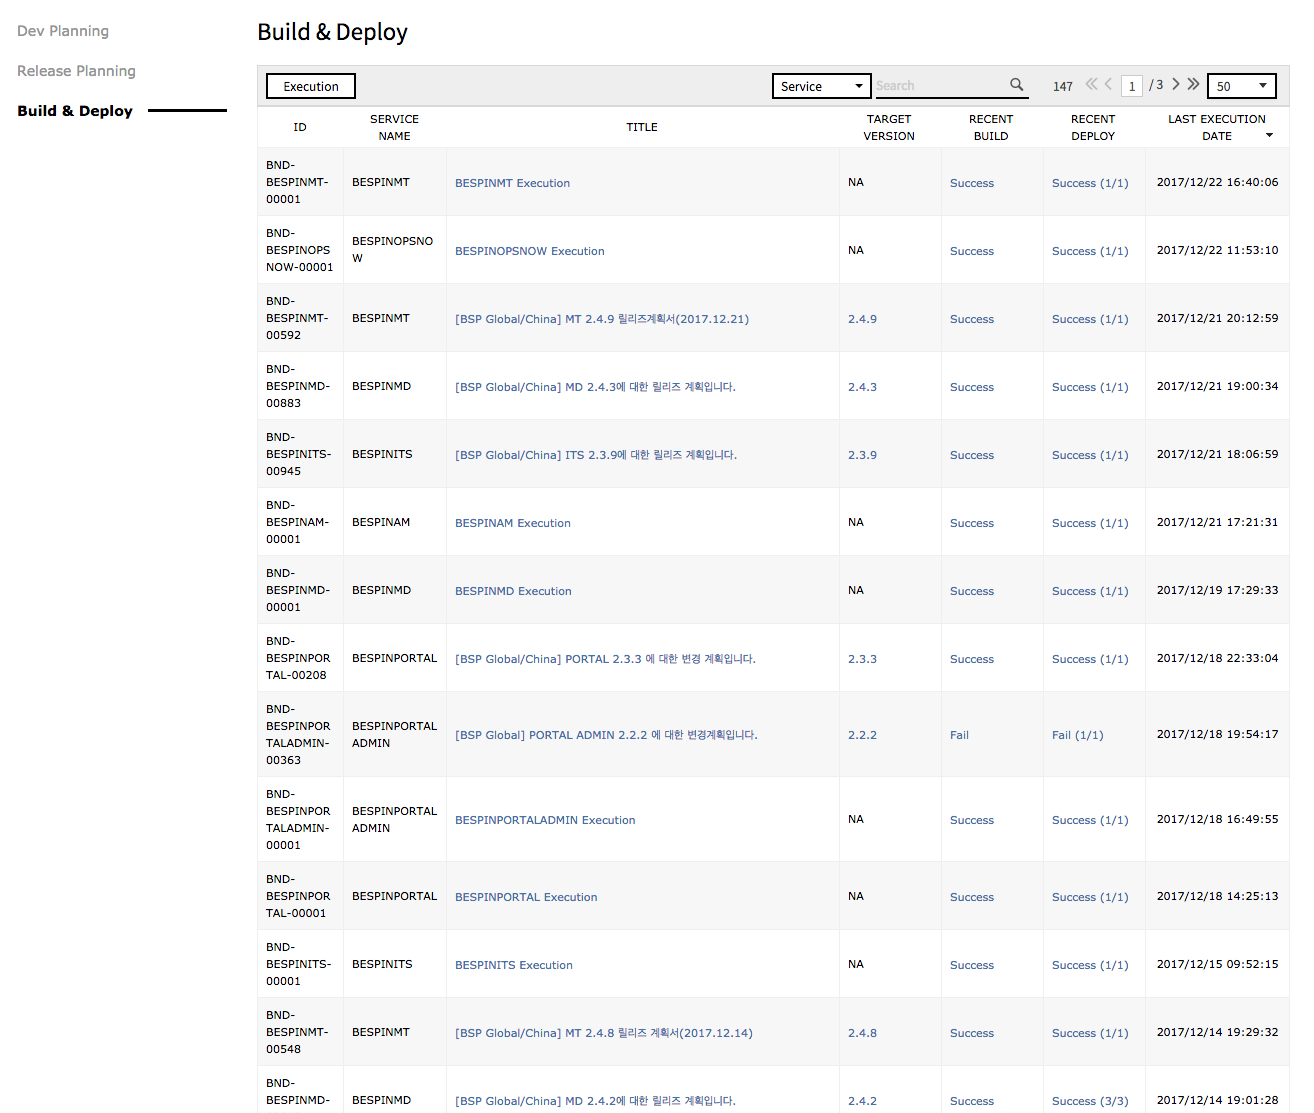 Dev Planning
Release Planning
Build & Deploy
Build & Deploy
Execution
Service
Search
147
1
/ 3
50
ID
SERVICE
NAME
TITLE
TARGET
VERSION
RECENT
BUILD
RECENT
DEPLOY
LAST EXECUTION
DATE
BND-
BESPINMT-
00001
BESPINMT
BESPINMT Execution
NA
Success
Success (1/1)
2017/12/22 16:40:06
BND-
BESPINOPS
NOW-00001
BESPINOPSNO
W
BESPINOPSNOW Execution
NA
Success
Success (1/1)
2017/12/22 11:53:10
BND-
BESPINMT-
00592
BESPINMT
[BSP Global/China] MT 2.4.9 릴리즈계획서(2017.12.21)
2.4.9
Success
Success (1/1)
2017/12/21 20:12:59
BND-
BESPINMD-
00883
BESPINMD
[BSP Global/China] MD 2.4.3에 대한 릴리즈 계획입니다.
2.4.3
Success
Success (1/1)
2017/12/21 19:00:34
BND-
BESPINITS-
00945
BESPINITS
[BSP Global/China] ITS 2.3.9에 대한 릴리즈 계획입니다.
2.3.9
Success
Success (1/1)
2017/12/21 18:06:59
BND-
BESPINAM-
00001
BESPINAM
BESPINAM Execution
NA
Success
Success (1/1)
2017/12/21 17:21:31
BND-
BESPINMD-
00001
BESPINMD
BESPINMD Execution
NA
Success
Success (1/1)
2017/12/19 17:29:33
BND-
BESPINPOR
TAL-00208
BESPINPORTAL
[BSP Global/China] PORTAL 2.3.3 에 대한 변경 계획입니다.
2.3.3
Success
Success (1/1)
2017/12/18 22:33:04
BND-
BESPINPOR
TALADMIN-
00363
BESPINPORTAL
ADMIN
[BSP Global] PORTAL ADMIN 2.2.2 에 대한 변경계획입니다.
2.2.2
Fail
Fail (1/1)
2017/12/18 19:54:17
BND-
BESPINPOR
TALADMIN-
00001
BESPINPORTAL
ADMIN
BESPINPORTALADMIN Execution
NA
Success
Success (1/1)
2017/12/18 16:49:55
BND-
BESPINPOR
TAL-00001
BESPINPORTAL
BESPINPORTAL Execution
NA
Success
Success (1/1)
2017/12/18 14:25:13
BND-
BESPINITS-
00001
BESPINITS
BESPINITS Execution
NA
Success
Success (1/1)
2017/12/15 09:52:15
BND-
BESPINMT-
00548
BESPINMT
[BSP Global/China] MT 2.4.8 릴리즈 계획서(2017.12.14)
2.4.8
Success
Success (1/1)
2017/12/14 19:29:32
BND-
BESPINMD-
BESPINMD
[BSP Global/China] MD 2.4.2에 대한 릴리즈 계획입니다.
2.4.2
Success
Success (3/3)
2017/12/14 19:01:28